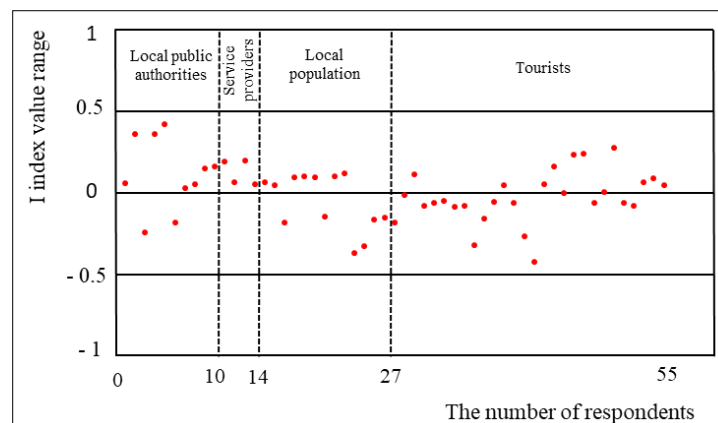 1
Local public
authorities
Service
providers
Local
population
Tourists
0.5
I index value range
0
- 0.5
- 1
0
10
14
27
55
The number of respondents